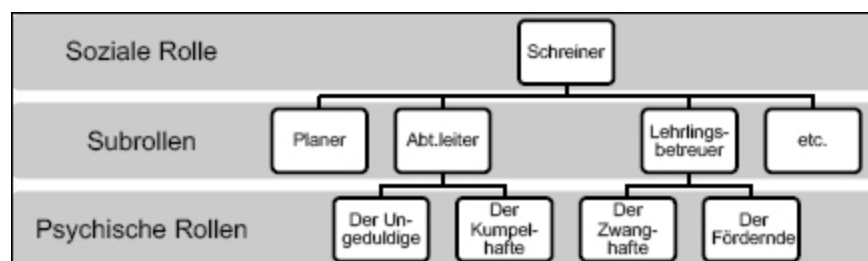 Soziale Rolle
Schreiner
Subrollen
Planer
Abt.leiter
Lehrlings-
betreuer
etc.
Psychische Rollen
Der Un-
geduldige
Der
Kumpel-
hafte
Der
Zwang-
hafte
Der
Fördernde